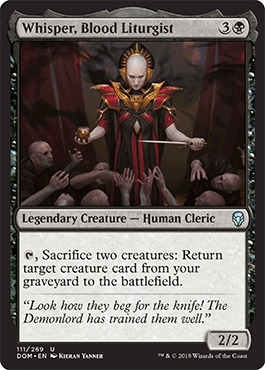 Whisper, Blood Liturgist 3
Legendary Creature — Human Cleric
, Sacrifice two creatures: Return
target creature card from your
graveyard to the battlefield.
“Look how they beg for the knife! The
Demonlord has trained them well.”
2/2
111/269 U
DOM • EN KIERAN YANNER
™ & © 2018 Wizards of the Coast